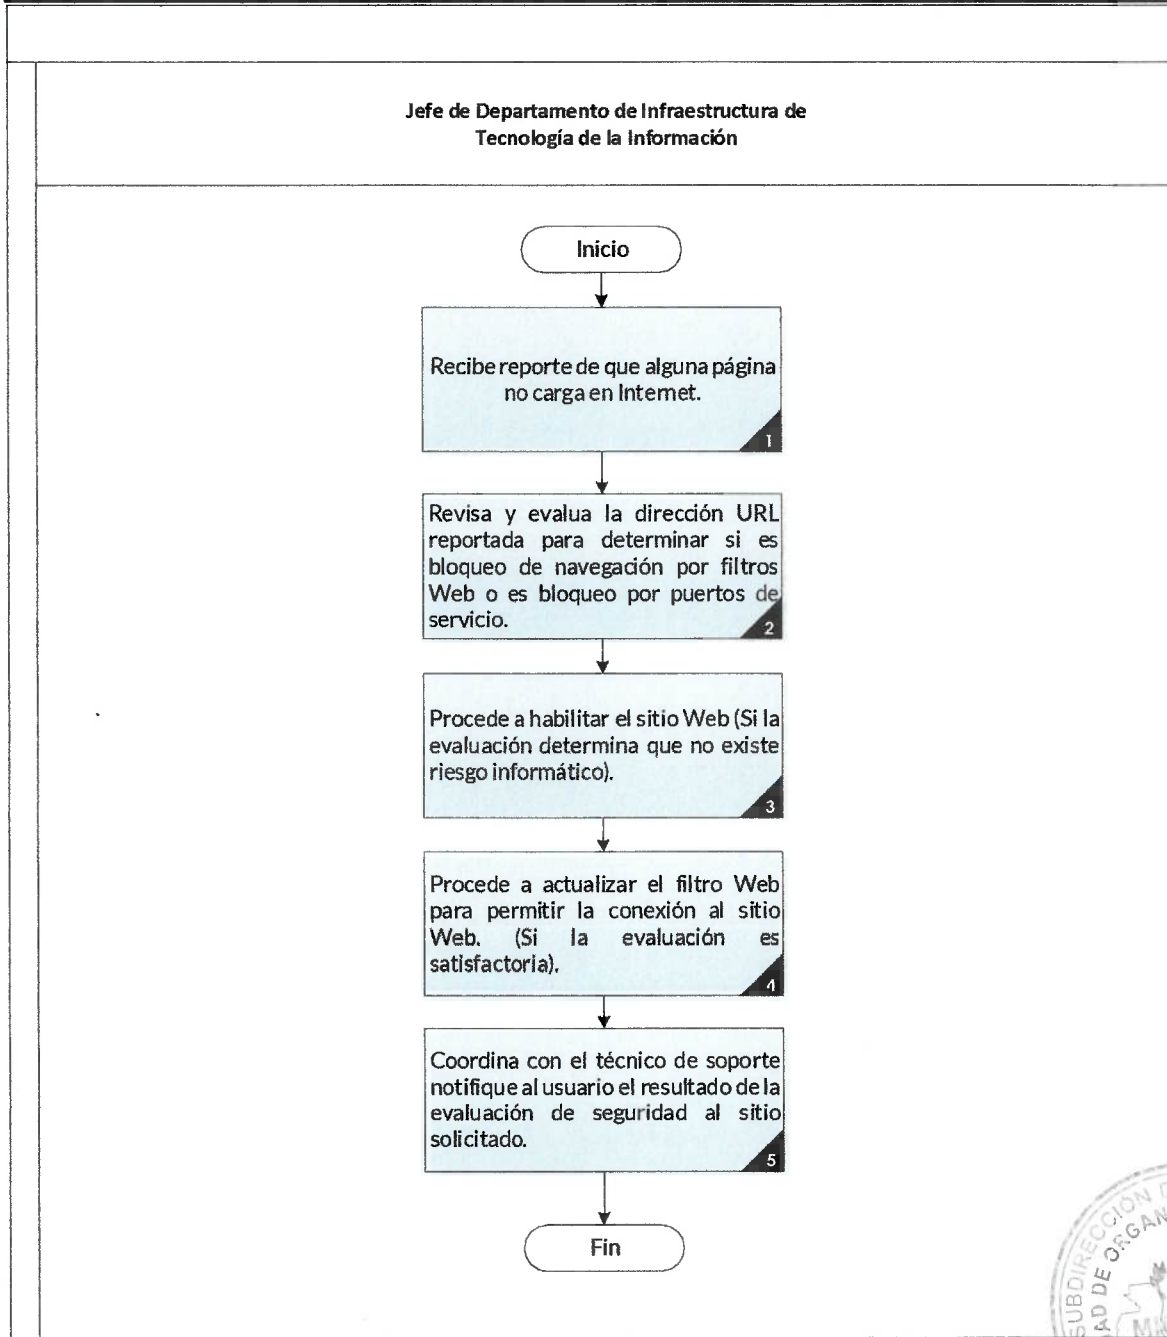 Jefe de Departamento de Infraestructura de
Tecnología de la Información
Inicio
Recibe reporte de que alguna página
no carga en Internet.
1
Revisa y evalua la dirección URL
reportada para determinar si es
bloqueo de navegación por filtros
Web o es bloqueo por puertos de
servicio.
2
Procede a habilitar el sitio Web (Si la
evaluación determina que no existe
riesgo informático).
3
Procede a actualizar el filtro Web
para permitir la conexión al sitio
Web. (Si la evaluación es
satisfactoria).
4
Coordina con el técnico de soporte
notifique al usuario el resultado de la
evaluación de seguridad al sitio
solicitado.
5
Fin
SUBDIRECCIÓN
AD DE ORGAN